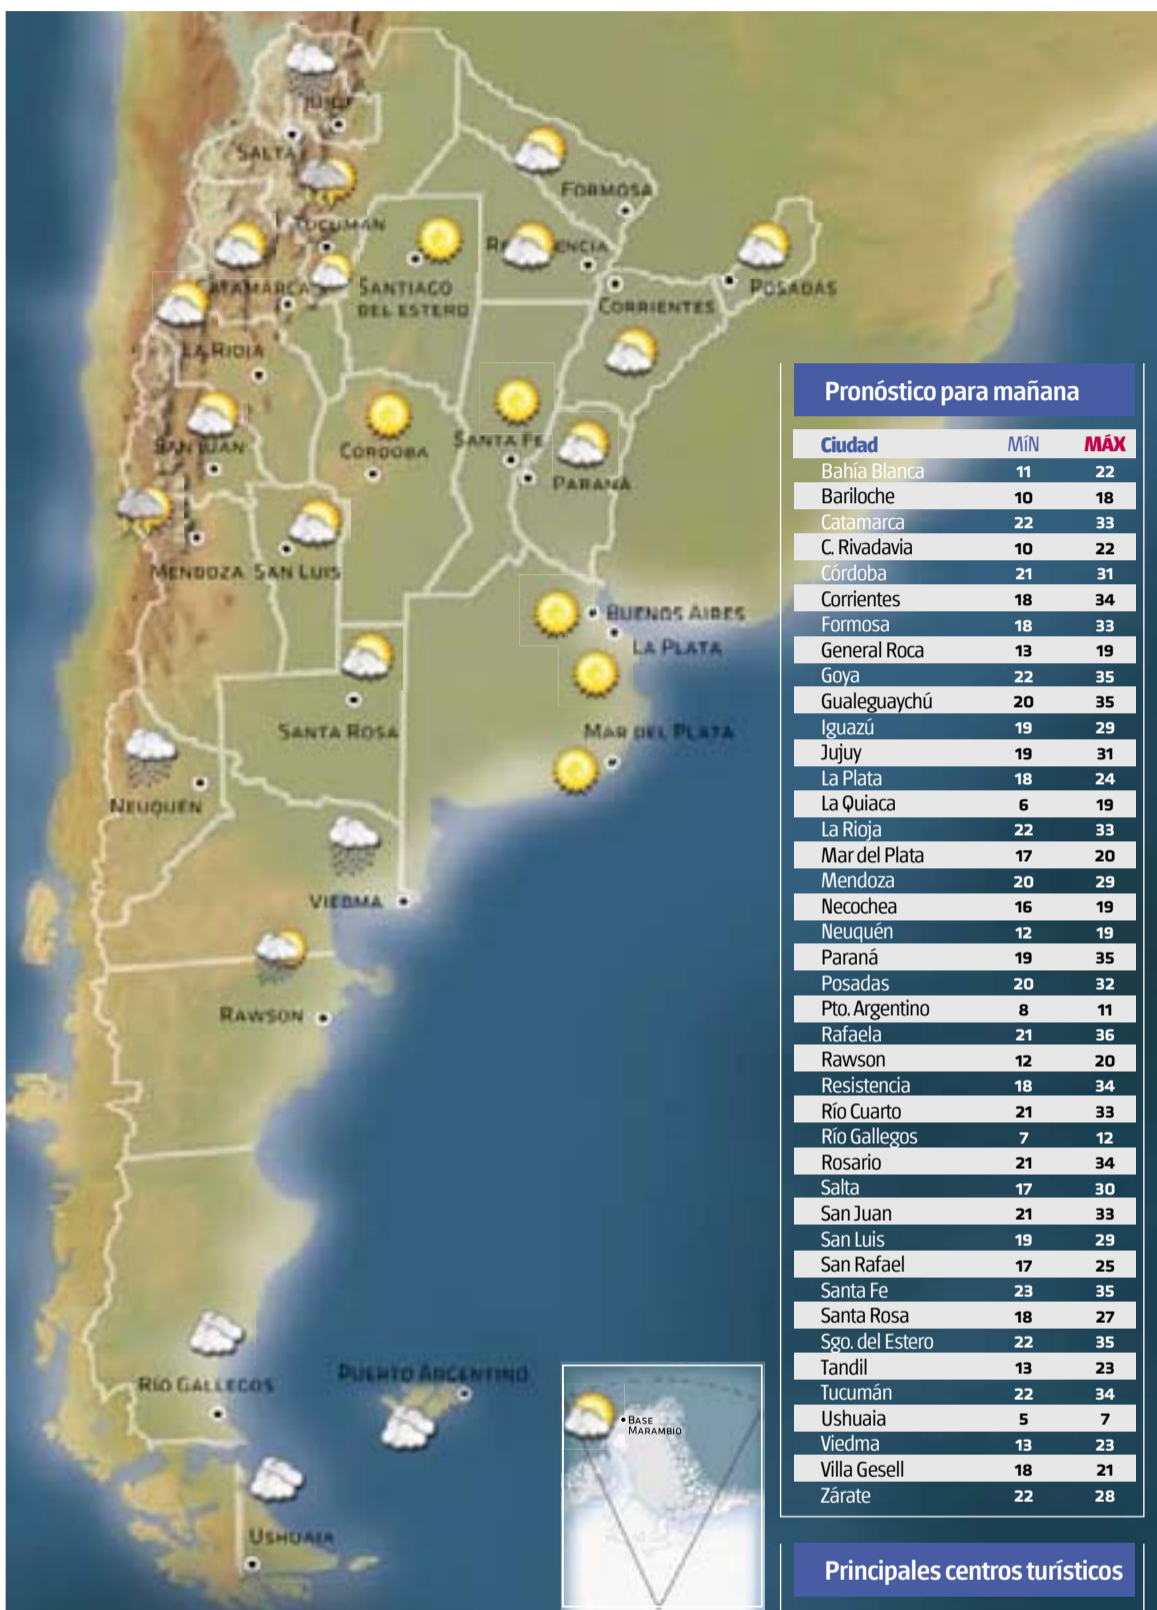 JUJUY
SALTA
FORMOSA
TUCUMÁN
CATAMARCA
SANTIAGO
DEL ESTERO
CORRIENTES
POSADAS
LA RIOJA
SAN JUAN
CÓRDOBA
SANTA FE
PARANÁ
MENDOZA
SAN LUIS
BUENOS AIRES
LA PLATA
SANTA ROSA
MAR DEL PLATA
NEUQUÉN
VIEDMA
RAWSON
RÍO GALLEGOS
PUERTO ARGENTINO
USHUAIA
BASE
MARAMBIO
Pronóstico para mañana
Ciudad MÍN MÁX
Bahía Blanca 11 22
Bariloche 10 18
Catamarca 22 33
C. Rivadavia 10 22
Córdoba 21 31
Corrientes 18 34
Formosa 18 33
General Roca 13 19
Goya 22 35
Gualeguaychú 20 35
Iguazú 19 29
Jujuy 19 31
La Plata 18 24
La Quiaca 6 19
La Rioja 22 33
Mar del Plata 17 20
Mendoza 20 29
Necochea 16 19
Neuquén 12 19
Paraná 19 35
Posadas 20 32
Pto. Argentino 8 11
Rafaela 21 36
Rawson 12 20
Resistencia 18 34
Río Cuarto 21 33
Río Gallegos 7 12
Rosario 21 34
Salta 17 30
San Juan 21 33
San Luis 19 29
San Rafael 17 25
Santa Fe 23 35
Santa Rosa 18 27
Sgo. del Estero 22 35
Tandil 13 23
Tucumán 22 34
Ushuaia 5 7
Viedma 13 23
Villa Gesell 18 21
Zárate 22 28
Principales centros turísticos